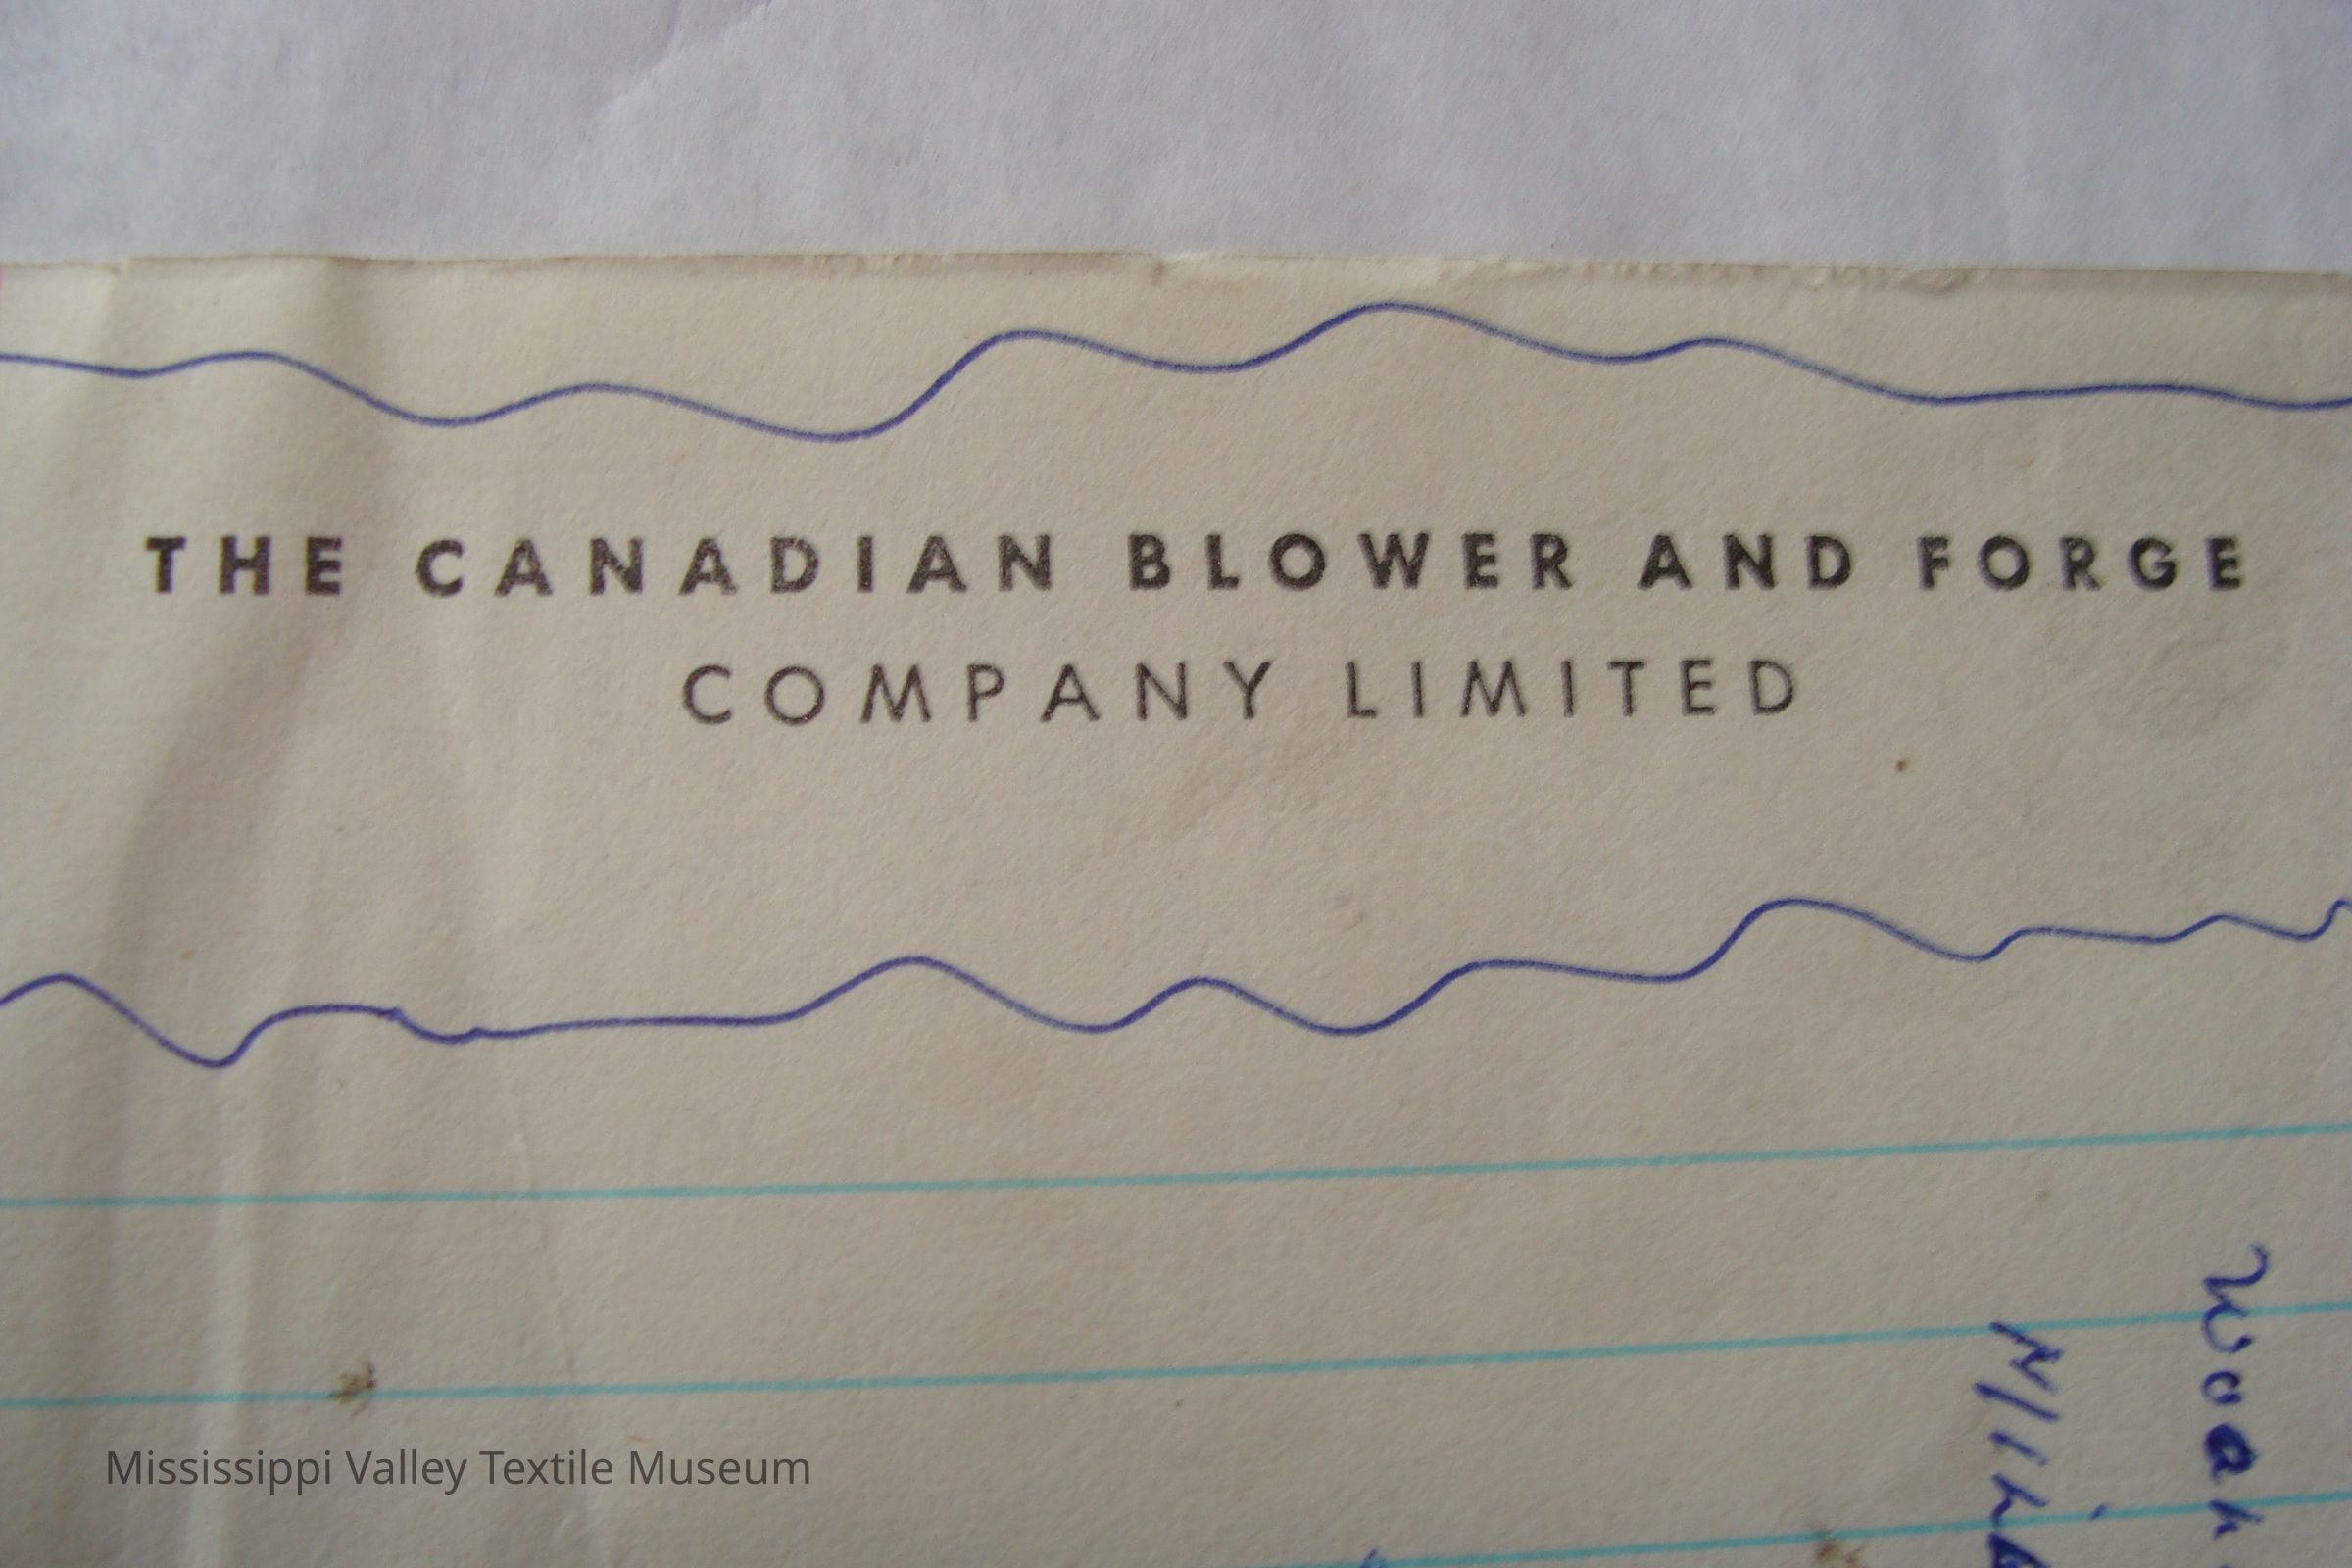 THE CANADIAN BLOWER AND FORGE
COMPANY LIMITED
Mississippi Valley Textile Museum